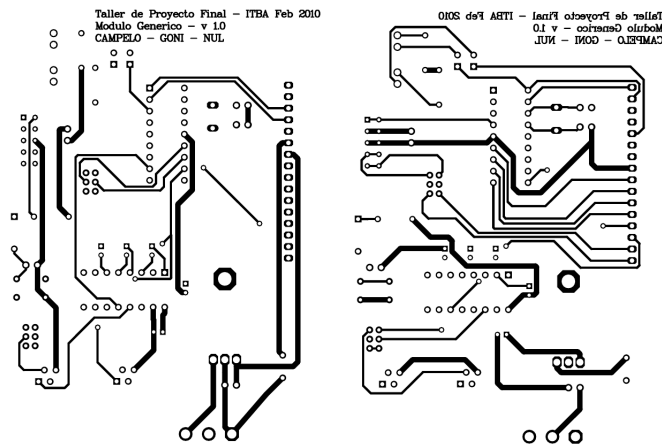 Taller de Proyecto Final - ITBA Feb 2010
Modulo Generico - v 1.0
CAMPELO - GONI - NUL
Taller de Proyecto Final - ITBA Feb 2010
Modulo Generico - v 1.0
CAMPELO - GONI - NUL